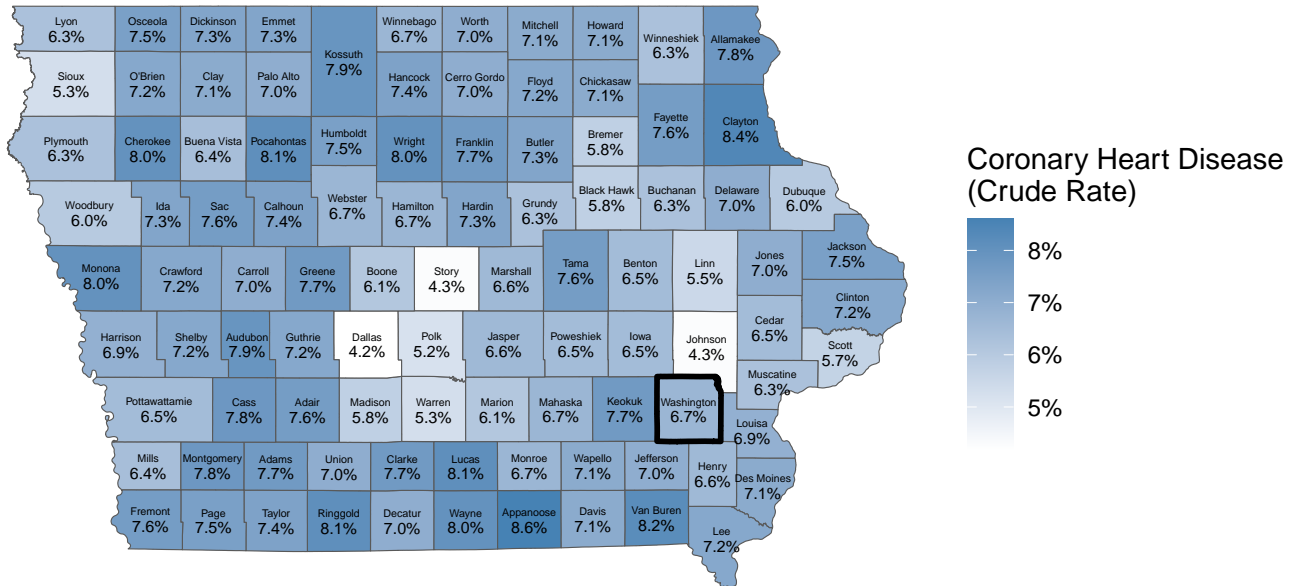 Lyon
6.3%
Osceola
7.5%
Dickinson
7.3%
Emmet
7.3%
Kossuth
7.9%
Winnebago
6.7%
Worth
7.0%
Mitchell
7.1%
Howard
7.1%
Winneshiek
6.3%
Allamakee
7.8%
Sioux
5.3%
O'Brien
7.2%
Clay
7.1%
Palo Alto
7.0%
Hancock
7.4%
Cerro Gordo
7.0%
Floyd
7.2%
Chickasaw
7.1%
Fayette
7.6%
Clayton
8.4%
Plymouth
6.3%
Cherokee
8.0%
Buena Vista
6.4%
Pocahontas
8.1%
Humboldt
7.5%
Wright
8.0%
Franklin
7.7%
Butler
7.3%
Bremer
5.8%
Woodbury
6.0%
Ida
7.3%
Sac
7.6%
Calhoun
7.4%
Webster
6.7%
Hamilton
6.7%
Hardin
7.3%
Grundy
6.3%
Black Hawk
5.8%
Buchanan
6.3%
Delaware
7.0%
Dubuque
6.0%
Monona
8.0%
Crawford
7.2%
Carroll
7.0%
Greene
7.7%
Boone
6.1%
Story
4.3%
Marshall
6.6%
Tama
7.6%
Benton
6.5%
Linn
5.5%
Jones
7.0%
Jackson
7.5%
Clinton
7.2%
Harrison
6.9%
Shelby
7.2%
Audubon
7.9%
Guthrie
7.2%
Dallas
4.2%
Polk
5.2%
Jasper
6.6%
Poweshiek
6.5%
Iowa
6.5%
Johnson
4.3%
Cedar
6.5%
Scott
5.7%
Muscatine
6.3%
Pottawattamie
6.5%
Cass
7.8%
Adair
7.6%
Madison
5.8%
Warren
5.3%
Marion
6.1%
Mahaska
6.7%
Keokuk
7.7%
Washington
6.7%
Louisa
6.9%
Mills
6.4%
Montgomery
7.8%
Adams
7.7%
Union
7.0%
Clarke
7.7%
Lucas
8.1%
Monroe
6.7%
Wapello
7.1%
Jefferson
7.0%
Henry
6.6%
Des Moines
7.1%
Fremont
7.6%
Page
7.5%
Taylor
7.4%
Ringgold
8.1%
Decatur
7.0%
Wayne
8.0%
Appanoose
8.6%
Davis
7.1%
Van Buren
8.2%
Lee
7.2%
Coronary Heart Disease
(Crude Rate)
8%
7%
6%
5%